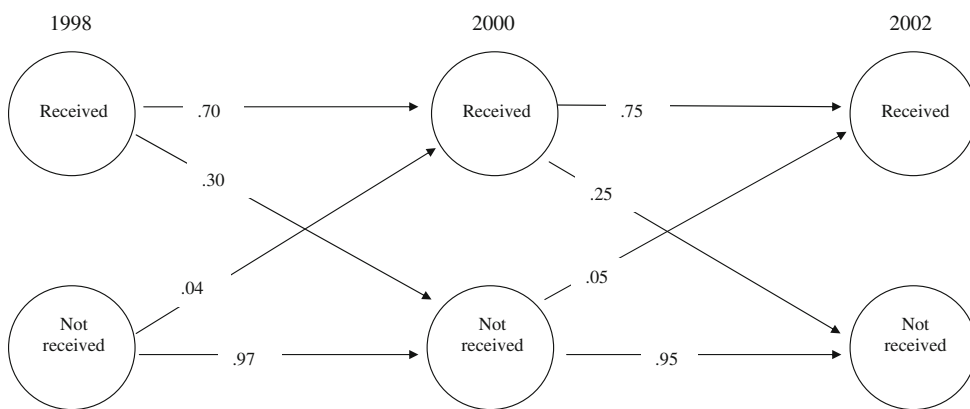 1998
2000
2002
Received
.70
Received
.75
Received
.30
.25
.04
.05
Not
received
.97
Not
received
.95
Not
received